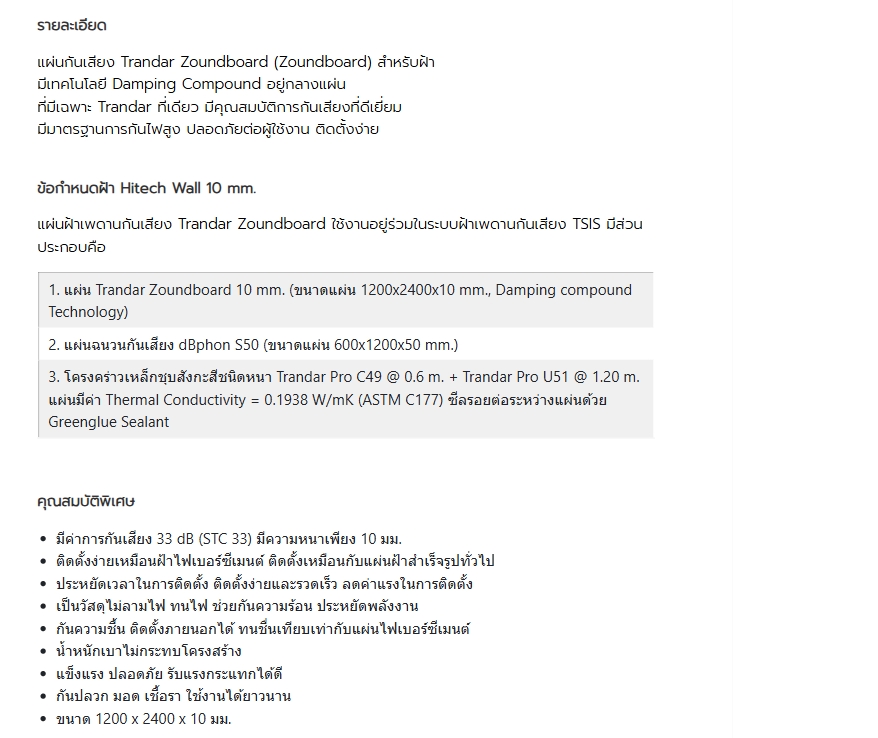 รายละเอียด
แผ่นกันเสียง Trandar Zoundboard (Zoundboard) สำหรับฝ้า
มีเทคโนโลยี Damping Compound อยู่กลางแผ่น
ที่มีเฉพาะ Trandar ที่เดียว มีคุณสมบัติการกันเสียงที่ดีเยี่ยม
มีมาตรฐานการกันไฟสูง ปลอดภัยต่อผู้ใช้งาน ติดตั้งง่าย
ข้อกำหนดฝ้า Hitech Wall 10 mm.
แผ่นฝ้าเพดานกันเสียง Trandar Zoundboard ใช้งานอยู่ร่วมในระบบฝ้าเพดานกันเสียง TSIS มีส่วน
ประกอบคือ
1. แผ่น Trandar Zoundboard 10 mm. (ขนาดแผ่น 1200x2400x10 mm., Damping compound
Technology)
2. แผ่นฉนวนกันเสียง dBphon S50 (ขนาดแผ่น 600x1200x50 mm.)
3. โครงคร่าวเหล็กชุบสังกะสีชนิดหนา Trandar Pro C49 @ 0.6 m. + Trandar Pro U51 @ 1.20 m.
แผ่นมีค่า Thermal Conductivity = 0.1938 W/mK (ASTM C177) ซีลรอยต่อระหว่างแผ่นด้วย
Greenglue Sealant
คุณสมบัติพิเศษ
• มีค่าการกันเสียง 33 dB (STC 33) มีความหนาเพียง 10 มม.
• ติดตั้งง่ายเหมือนฝ้าไฟเบอร์ซีเมนต์ ติดตั้งเหมือนกับแผ่นฝ้าสำเร็จรูปทั่วไป
• ประหยัดเวลาในการติดตั้ง ติดตั้งง่ายและรวดเร็ว ลดค่าแรงในการติดตั้ง
• เป็นวัสดุไม่ลามไฟ ทนไฟ ช่วยกันความร้อน ประหยัดพลังงาน
• กันความชื้น ติดตั้งภายนอกได้ ทนชื่นเทียบเท่ากับแผ่นไฟเบอร์ซีเมนต์
• น้ำหนักเบาไม่กระทบโครงสร้าง
• แข็งแรง ปลอดภัย รับแรงกระแทกได้ดี
• กันปลวก มอด เชื้อรา ใช้งานได้ยาวนาน
• ขนาด 1200 x 2400 x 10 มม.